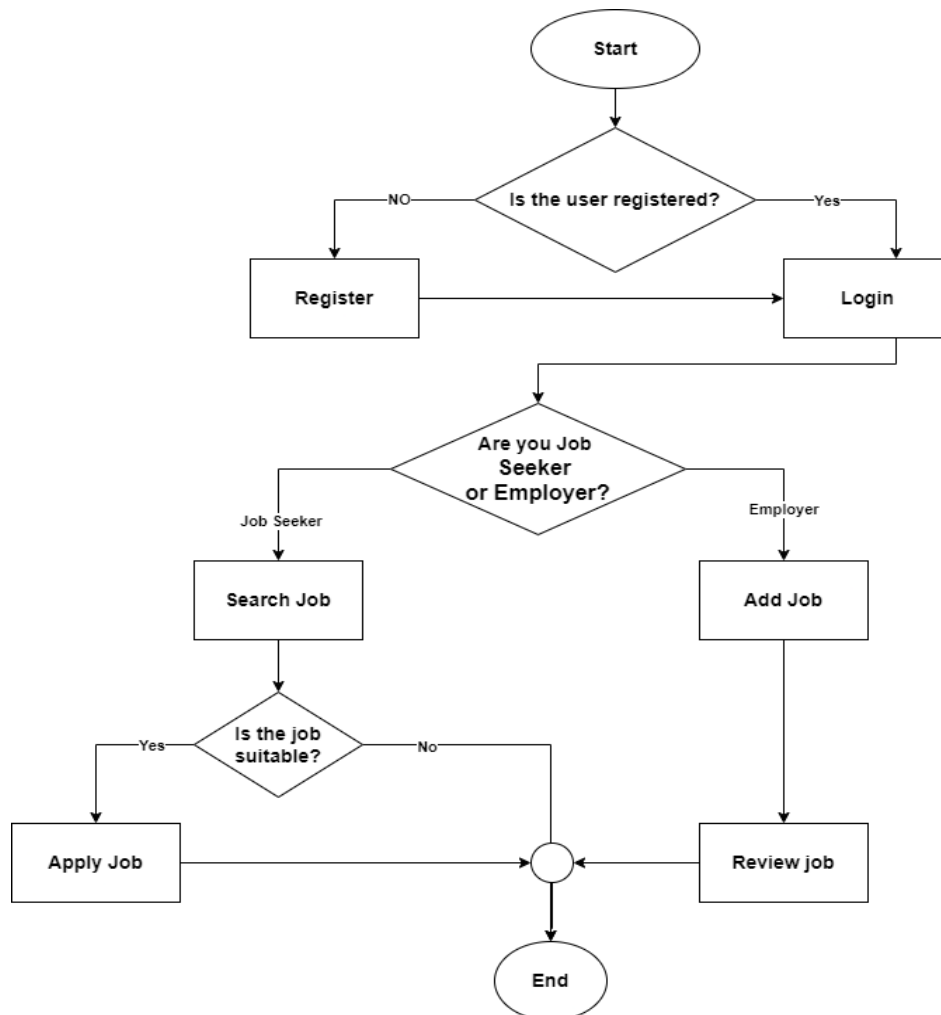 Start
Is the user registered?
NO
Yes
Register
Login
Are you Job
Seeker
or Employer?
Job Seeker
Employer
Search Job
Add Job
Is the job
suitable?
Yes
No
Apply Job
Review job
End